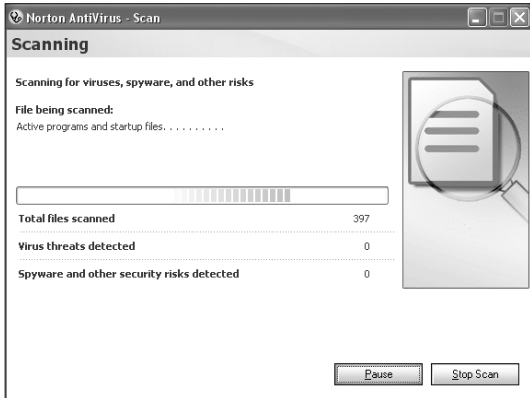 Norton AntiVirus - Scan
Scanning
Scanning for viruses, spyware, and other risks
File being scanned:
Active programs and startup files. . . . . . . . . .
Total files scanned 397
Virus threats detected 0
Spyware and other security risks detected 0
Pause Stop Scan